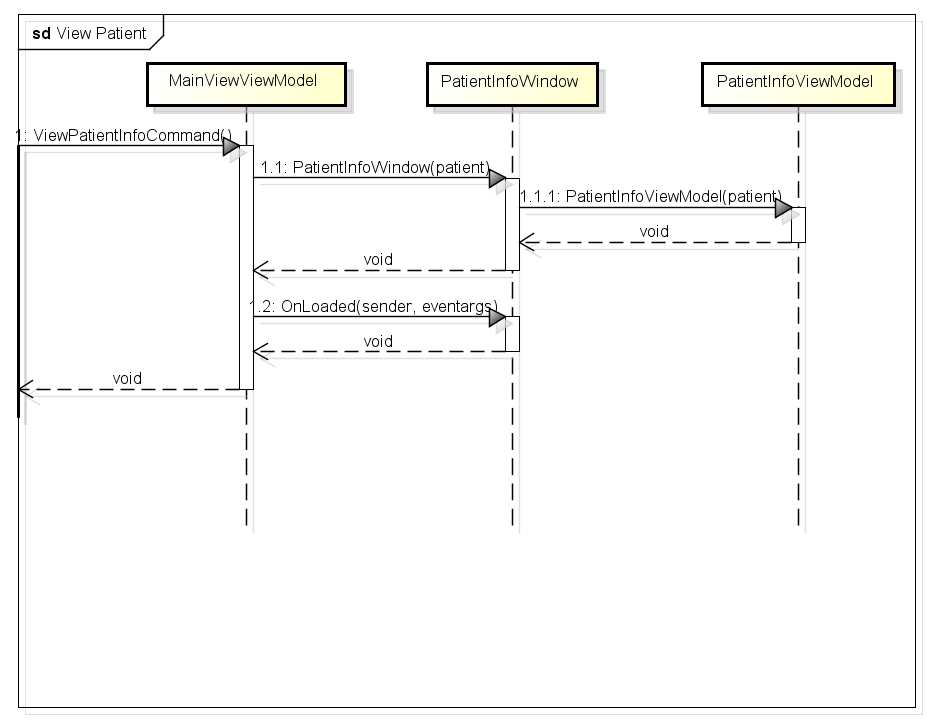 sd View Patient
MainViewViewModel
PatientInfoWindow
PatientInfoViewModel
1: ViewPatientInfoCommand()
1.1: PatientInfoWindow(patient)
1.1.1: PatientInfoViewModel(patient)
void
void
1.2: OnLoaded(sender, eventargs)
void
void